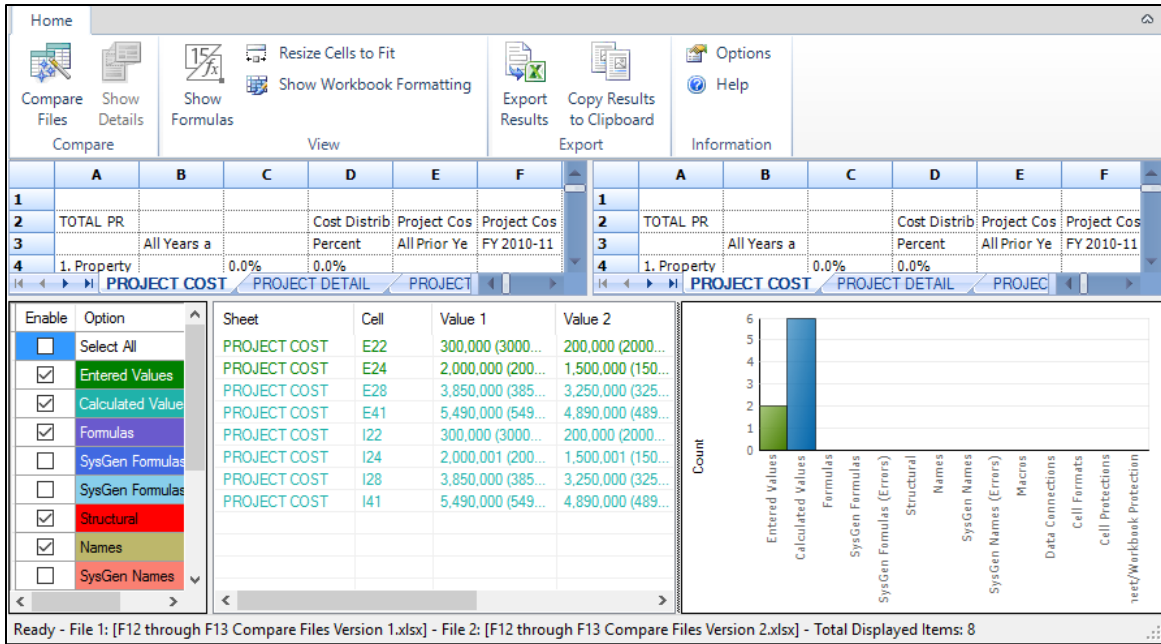 Home
Compare Files
Show Details
Compare
15/fx
Show Formulas
Resize Cells to Fit
Show Workbook Formatting
View
Export Results
Copy Results to Clipboard
Export
Options
Help
Information
A B C D E F
1
2 TOTAL PR Cost Distrib Project Cos Project Cos
3 All Years a Percent All Prior Ye FY 2010-11
4 1. Property 0.0% 0.0%
PROJECT COST PROJECT DETAIL PROJECT
A B C D E F
1
2 TOTAL PR Cost Distrib Project Cos Project Cos
3 All Years a Percent All Prior Ye FY 2010-11
4 1. Property 0.0% 0.0%
PROJECT COST PROJECT DETAIL PROJEC
Enable Option
Select All
Entered Values
Calculated Value
Formulas
SysGen Formulas
SysGen Formulas
Structural
Names
SysGen Names
Sheet Cell Value 1 Value 2
PROJECT COST E22 300,000 (3000... 200,000 (2000...
PROJECT COST E24 2,000,000 (200... 1,500,000 (150...
PROJECT COST E28 3,850,000 (385... 3,250,000 (325...
PROJECT COST E41 5,490,000 (549... 4,890,000 (489...
PROJECT COST I22 300,000 (3000... 200,000 (2000...
PROJECT COST I24 2,000,001 (200... 1,500,001 (150...
PROJECT COST I28 3,850,000 (385... 3,250,000 (325...
PROJECT COST I41 5,490,000 (549... 4,890,000 (489...
Count
6
5
4
3
2
1
0
Entered Values
Calculated Values
Formulas
SysGen Formulas
SysGen Fomulas (Errors)
Structural
Names
SysGen Names
SysGen Names (Errors)
Macros
Data Connections
Cell Formats
Cell Protections
heet/Workbook Protection
Ready - File 1: [F12 through F13 Compare Files Version 1.xlsx] - File 2: [F12 through F13 Compare Files Version 2.xlsx] - Total Displayed Items: 8